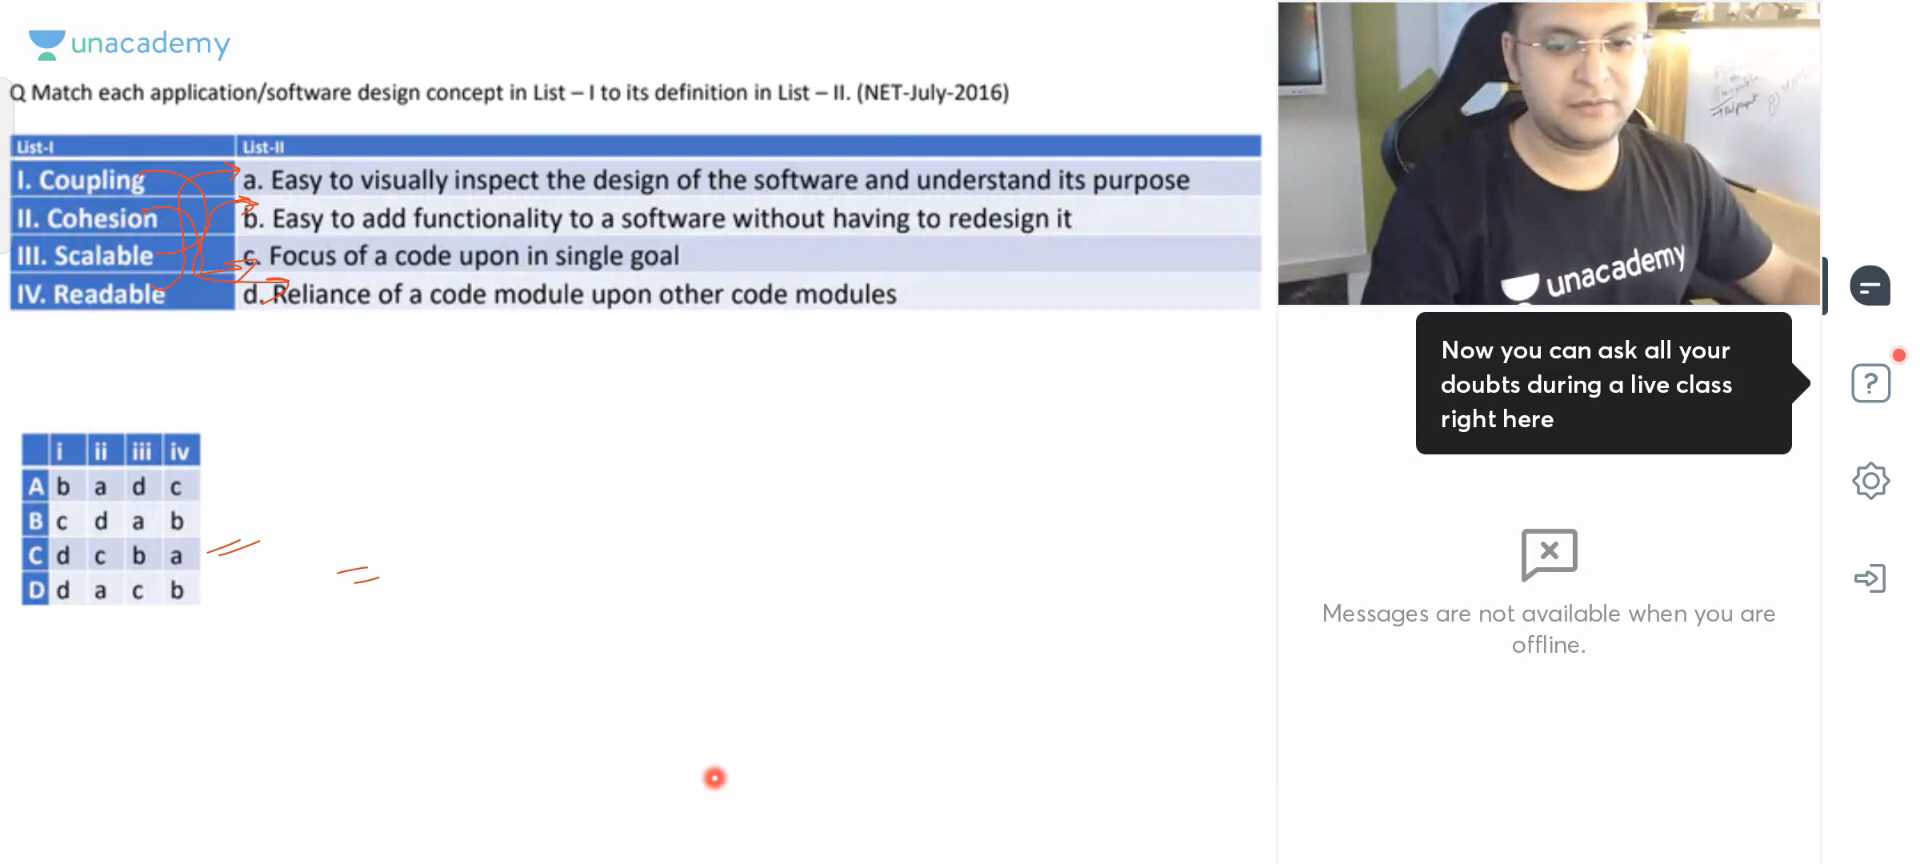 unacademy
Q Match each application/software design concept in List – I to its definition in List – II. (NET-July-2016)
List-I List-II
I. Coupling a. Easy to visually inspect the design of the software and understand its purpose
II. Cohesion b. Easy to add functionality to a software without having to redesign it
III. Scalable c. Focus of a code upon in single goal
IV. Readable d. Reliance of a code module upon other code modules
i ii iii iv
A b a d c
B c d a b
C d c b a
D d a c b
unacademy
Now you can ask all your
doubts during a live class
right here
?
Messages are not available when you are
offline.